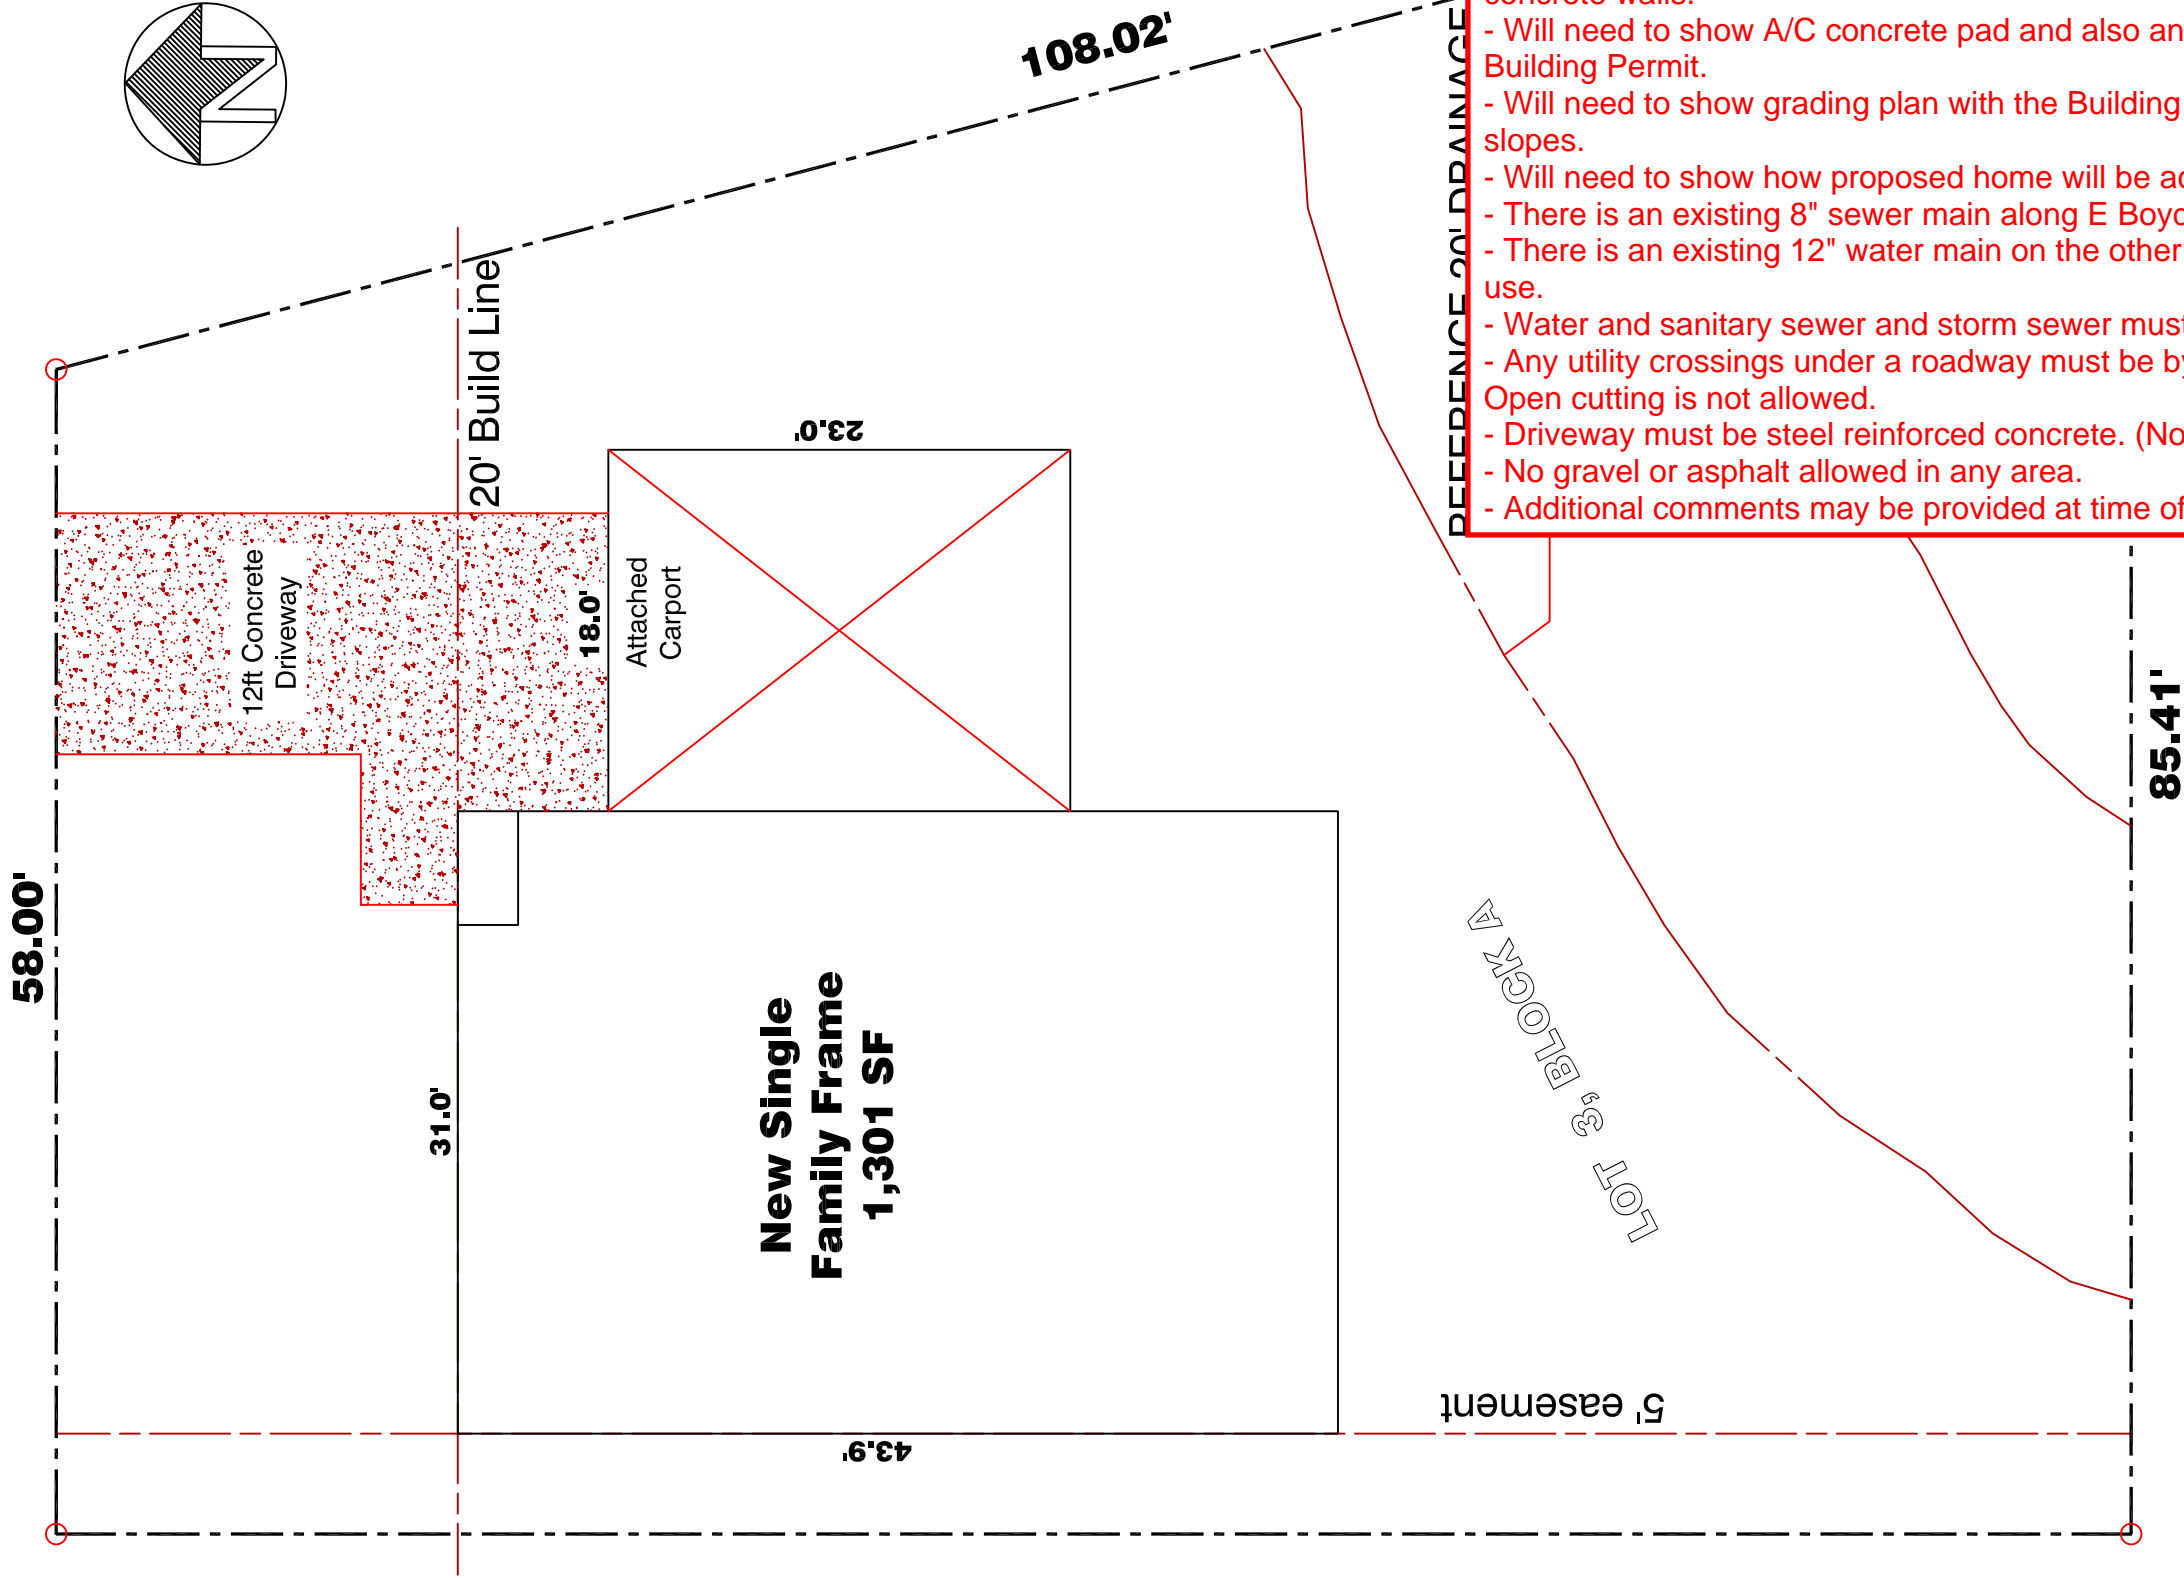 N
108.02'
concrete walls.
- Will need to show A/C concrete pad and also an
Building Permit.
- Will need to show grading plan with the Building
slopes.
- Will need to show how proposed home will be
- There is an existing 8" sewer main along E
- There is an existing 12" water main on the other
use.
- Water and sanitary sewer and storm sewer must
- Any utility crossings under a roadway must be by
Open cutting is not allowed.
- Driveway must be steel reinforced concrete. (No
- No gravel or asphalt allowed in any area.
- Additional comments may be provided at time of
REFERENCE 20' DRAINAGE
20' Build Line
23.0'
12ft Concrete
Driveway
18.0'
Attached
Carport
58.00'
85.41'
31.0'
New Single
Family Frame
1,301 SF
LOT 3, BLOCK A
5' easement
43.9'